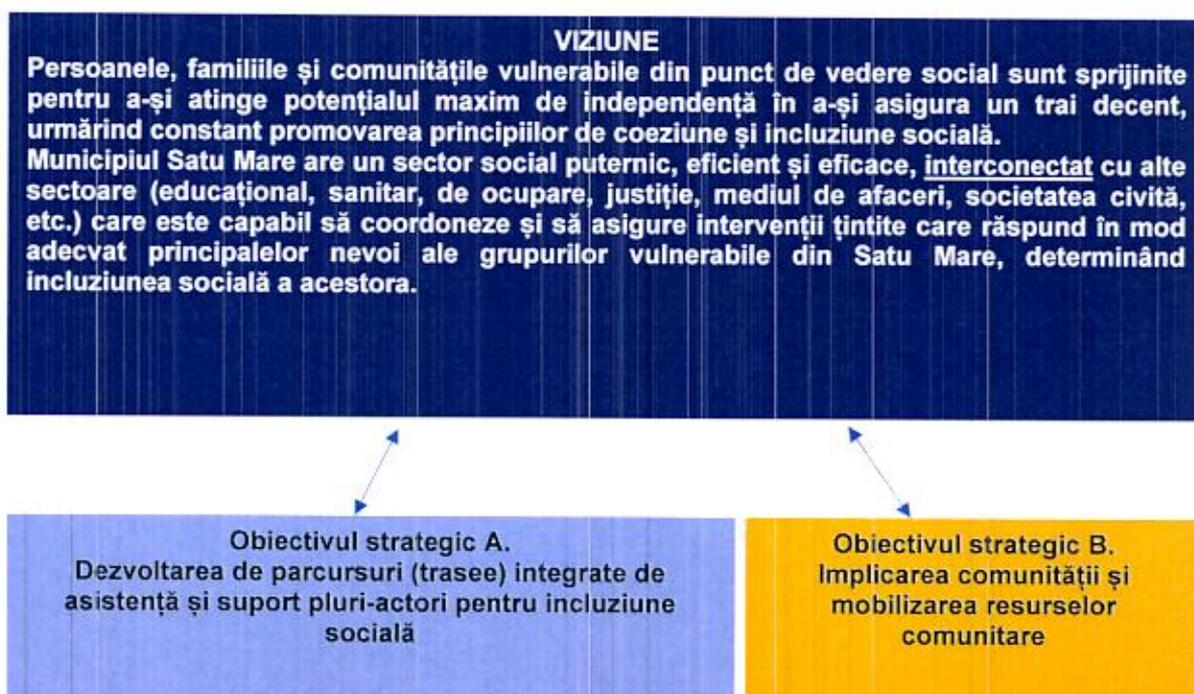 VIZIUNE
Persoanele, familiile și comunitățile vulnerabile din punct de vedere social sunt sprijinite
pentru a-și atinge potențialul maxim de independență în a-și asigura un trai decent,
urmărind constant promovarea principiilor de coeziune și incluziune socială.
Municipiul Satu Mare are un sector social puternic, eficient și eficace, interconectat cu alte
sectoare (educațional, sanitar, de ocupare, justiție, mediul de afaceri, societatea civită,
etc.) care este capabil să coordoneze și să asigure intervenții țintite care răspund în mod
adecvat principalelor nevoi ale grupurilor vulnerabile din Satu Mare, determinând
incluziunea socială a acestora.
Obiectivul strategic A.
Dezvoltarea de parcursuri (trasee) integrate de
asistență și suport pluri-actori pentru incluziune
socială
Obiectivul strategic B.
Implicarea comunității și
mobilizarea resurselor
comunitare